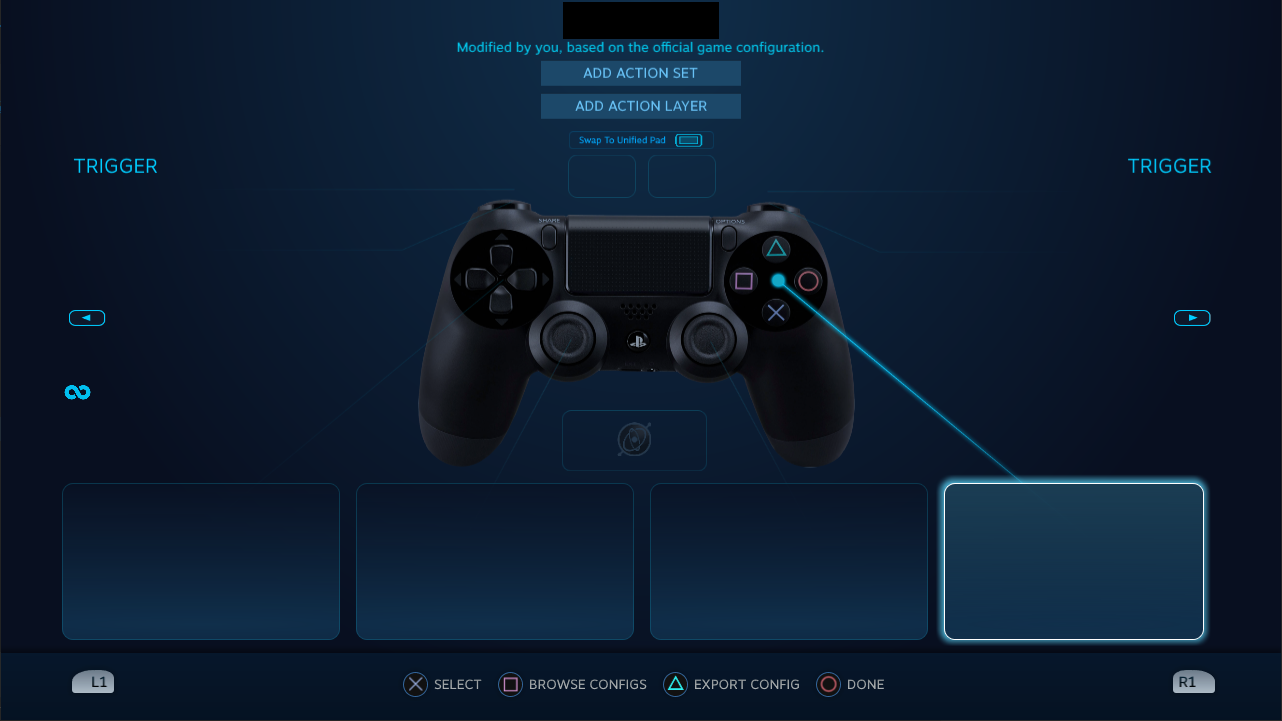 Modified by you, based on the official game configuration.
ADD ACTION SET
ADD ACTION LAYER
Swap To Unified Pad
TRIGGER
TRIGGER
SHARE
OPTIONS
L1
SELECT
BROWSE CONFIGS
EXPORT CONFIG
DONE
R1